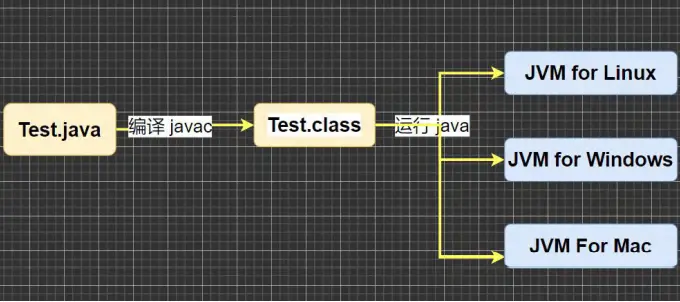 Test.java
编译 javac
Test.class
运行 java
JVM for Linux
JVM for Windows
JVM For Mac